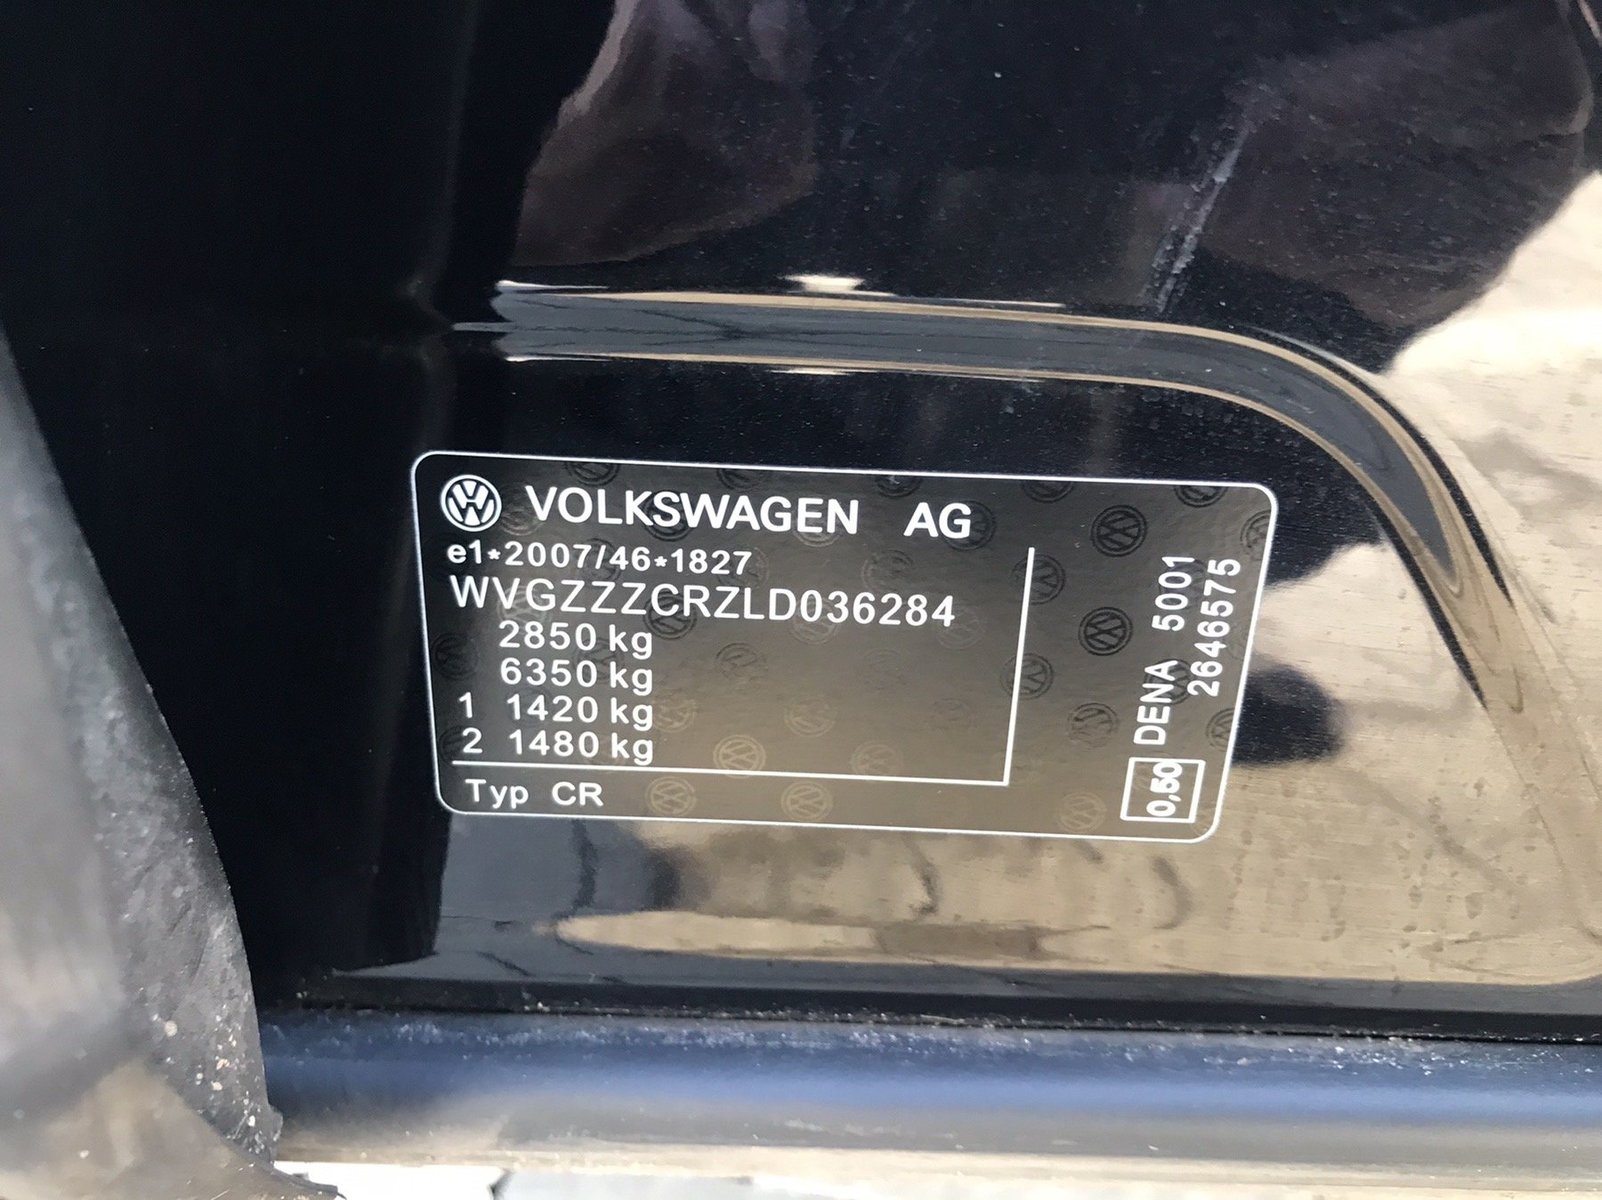 VOLKSWAGEN AG
e1*2007/46*1827
WVGZZZCRZLD036284
2850 kg
6350 kg
1 1420 kg
2 1480 kg
Typ CR
0,50 DENA 5001
2646575